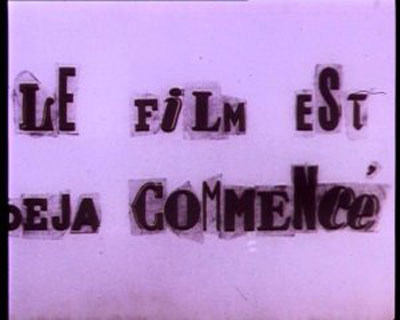 LE FiLM EST
DEJA COMMENCé